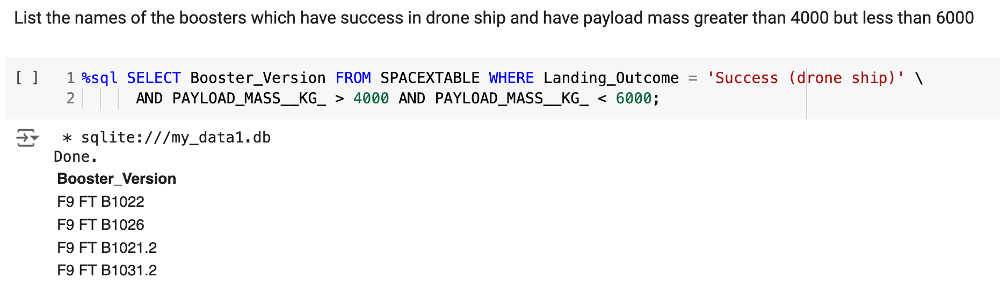 List the names of the boosters which have success in drone ship and have payload mass greater than 4000 but less than 6000
[ ] 1 %sql SELECT Booster_Version FROM SPACEXTABLE WHERE Landing_Outcome = 'Success (drone ship)' \
2 AND PAYLOAD_MASS__KG_ > 4000 AND PAYLOAD_MASS__KG_ < 6000;
* sqlite:///my_data1.db
Done.
Booster_Version
F9 FT B1022
F9 FT B1026
F9 FT B1021.2
F9 FT B1031.2